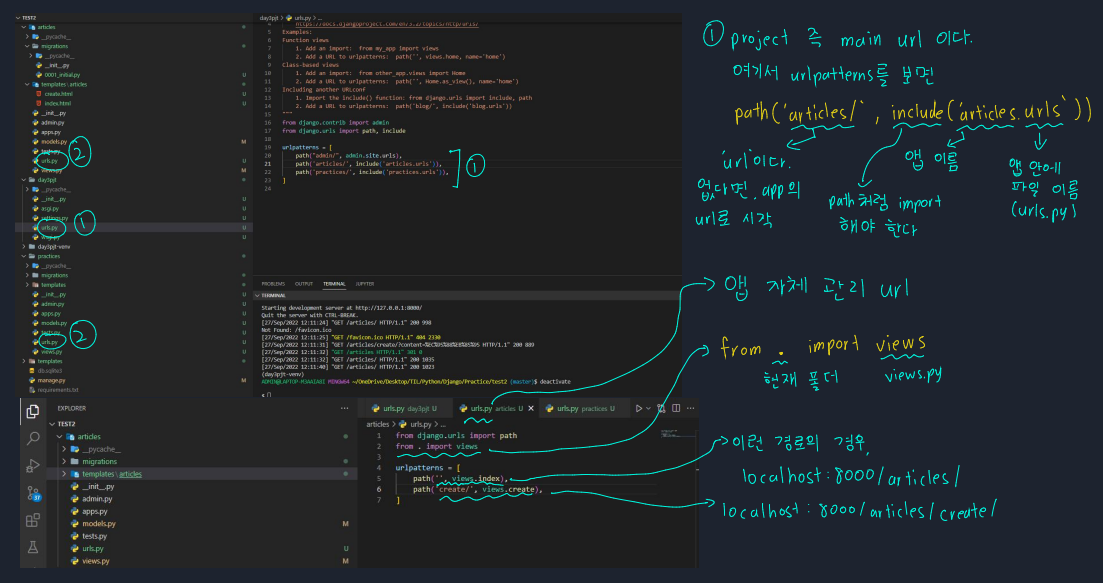 TEST2
articles
__pycache__
migrations
__pycache__
__init__.py
0001_initial.py U
templates \ articles
create.html U
index.html U
__init__.py U
admin.py U
apps.py U
models.py M
tests.py U
urls.py U
②
views.py M
day3pjt
__pycache__
__init__.py U
asgi.py U
settings.py U
urls.py U
①
wsgi.py U
day3pjt-venv
practices
__pycache__
migrations
templates
__init__.py U
admin.py U
apps.py U
models.py U
tests.py U
urls.py U
②
views.py U
templates
db.sqlite3
manage.py U
requirements.txt
day3pjt > urls.py > ...
4 https://docs.djangoproject.com/en/3.2/topics/http/urls/
5 Examples:
6 Function views
7 1. Add an import: from my_app import views
8 2. Add a URL to urlpatterns: path('', views.home, name='home')
9 Class-based views
10 1. Add an import: from other_app.views import Home
11 2. Add a URL to urlpatterns: path('', Home.as_view(), name='home')
12 Including another URLconf
13 1. Import the include() function: from django.urls import include, path
14 2. Add a URL to urlpatterns: path('blog/', include('blog.urls'))
15 """
16 from django.contrib import admin
17 from django.urls import path, include
18
19 urlpatterns = [
20 path("admin/", admin.site.urls),
21 path('articles/', include('articles.urls')),
22 path('practices/', include('practices.urls')),
23 ]
24
①
PROBLEMS OUTPUT TERMINAL JUPYTER
TERMINAL
Starting development server at http://127.0.0.1:8000/
Quit the server with CTRL-BREAK.
[27/Sep/2022 12:11:24] "GET /articles/ HTTP/1.1" 200 998
Not Found: /favicon.ico
[27/Sep/2022 12:11:25] "GET /favicon.ico HTTP/1.1" 404 2330
[27/Sep/2022 12:11:32] "GET /articles/ HTTP/1.1" 301 0
[27/Sep/2022 12:11:32] "GET /articles/ HTTP/1.1" 200 1035
[27/Sep/2022 12:11:40] "GET /articles/ HTTP/1.1" 200 1023
(day3pjt-venv)
MINGW64 ~/OneDrive/Desktop/TIL/Python/Django/Practice/test2 (master)$ deactivate
EXPLORER ...
TEST2
articles
__pycache__
migrations
templates \ articles
__init__.py
admin.py
apps.py
models.py M
tests.py
urls.py U
views.py M
37
urls.py day3pjt U
urls.py articles U
urls.py practices U
articles > urls.py > ...
1 from django.urls import path
2 from . import views
3
4 urlpatterns = [
5 path('', views.index),
6 path('create/', views.create),
7 ]
① project 즉 main url 이다.
여기서 urlpatterns를 보면
path('articles/', include('articles.urls'))
'url'이다.
없다면, app의
url로 시작
path처럼 import
해야 한다
앱 이름
앱 안에
파일 이름
(urls.py)
앱 자체 관리 url
from . import views
현재 폴더 views.py
이런 경로의 경우,
localhost:8000/articles/
localhost:8000/articles/create/